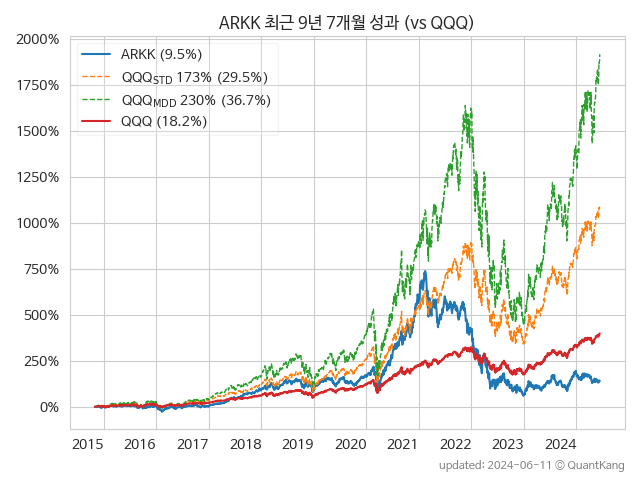 ARKK 최근 9년 7개월 성과 (vs QQQ)
2000%
1750%
1500%
1250%
1000%
750%
500%
250%
0%
ARKK (9.5%)
QQQSTD 173% (29.5%)
QQQMDD 230% (36.7%)
QQQ (18.2%)
2015 2016 2017 2018 2019 2020 2021 2022 2023 2024
updated: 2024-06-11 © QuantKang